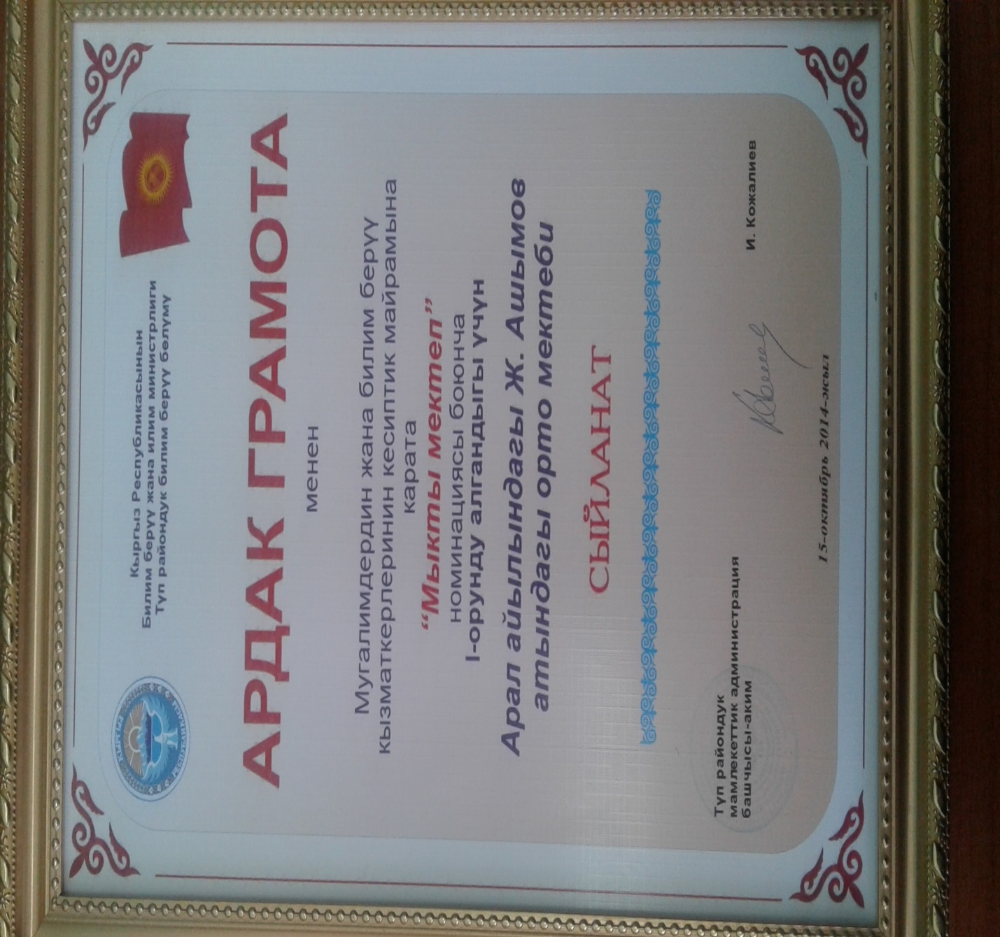 Кыргыз Республикасынын
Билим берүү жана илим министрлиги
Түп райондук билим берүү бөлүмү
АРДАК ГРАМОТА
менен
Мугалимдердин жана билим берүү
кызматкерлеринин кесиптик майрамына
карата
“Мыкты мектеп”
номинациясы боюнча
I-орунду алгандыгы үчүн
Арал айылындагы Ж. Ашымов
атындагы орто мектеби
СЫЙЛАНАТ
Түп райондук
мамлекеттик администрация
башчысы-аким
И. Кожалиев
15-октябрь 2014-жыл